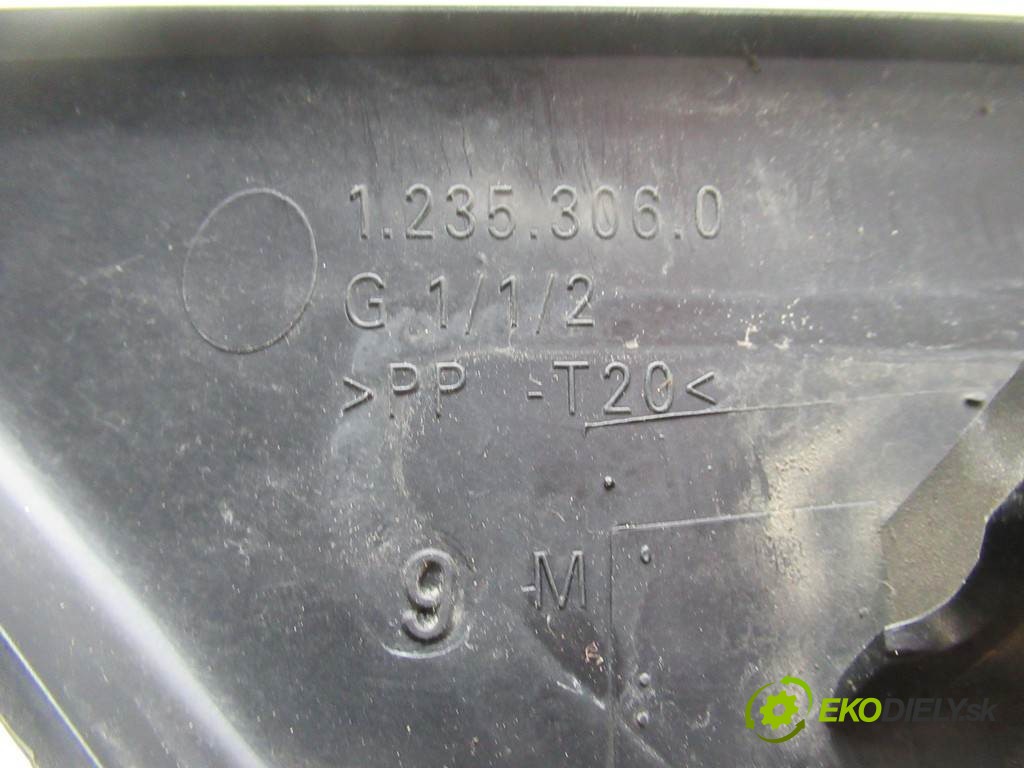 1.235.306.0
G 1/1/2
>PP -T20<
9 -M
EKODIELY.sk